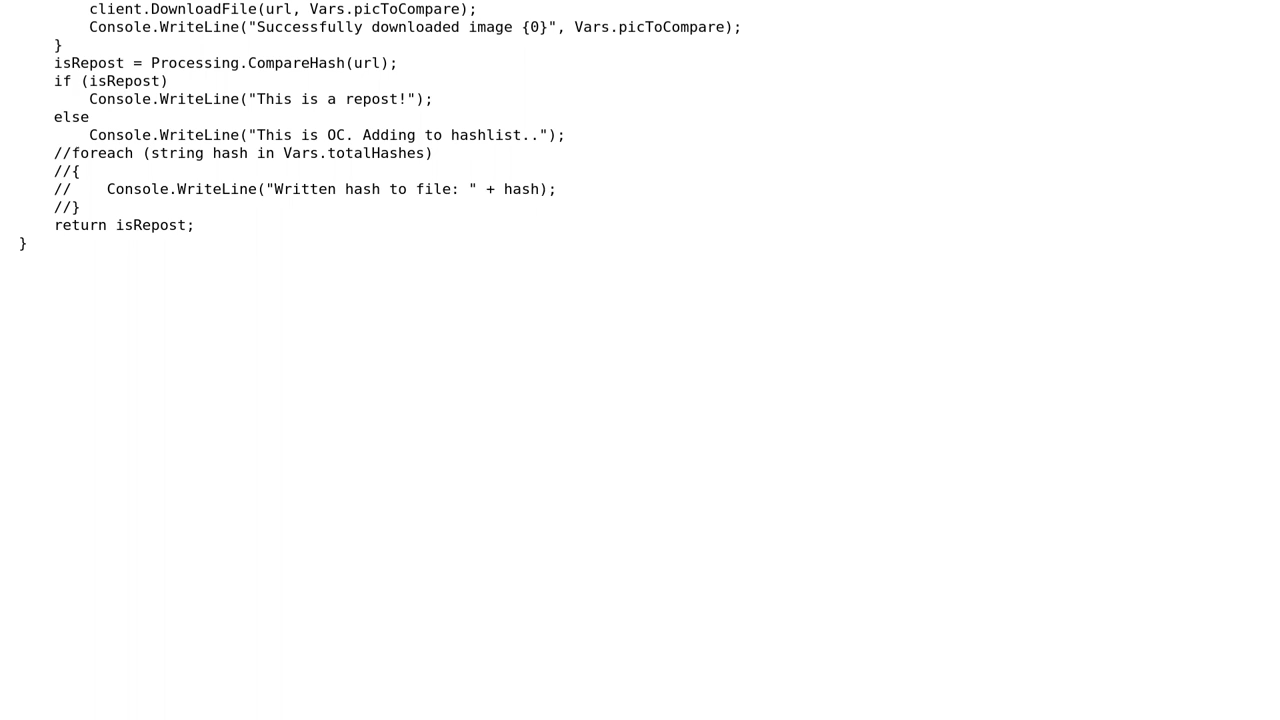 client.DownloadFile(url, Vars.picToCompare);
        Console.WriteLine("Successfully downloaded image {0}", Vars.picToCompare);
    }
    isRepost = Processing.CompareHash(url);
    if (isRepost)
        Console.WriteLine("This is a repost!");
    else
        Console.WriteLine("This is OC. Adding to hashlist..");
    //foreach (string hash in Vars.totalHashes)
    //{
    //    Console.WriteLine("Written hash to file: " + hash);
    //}
    return isRepost;
}